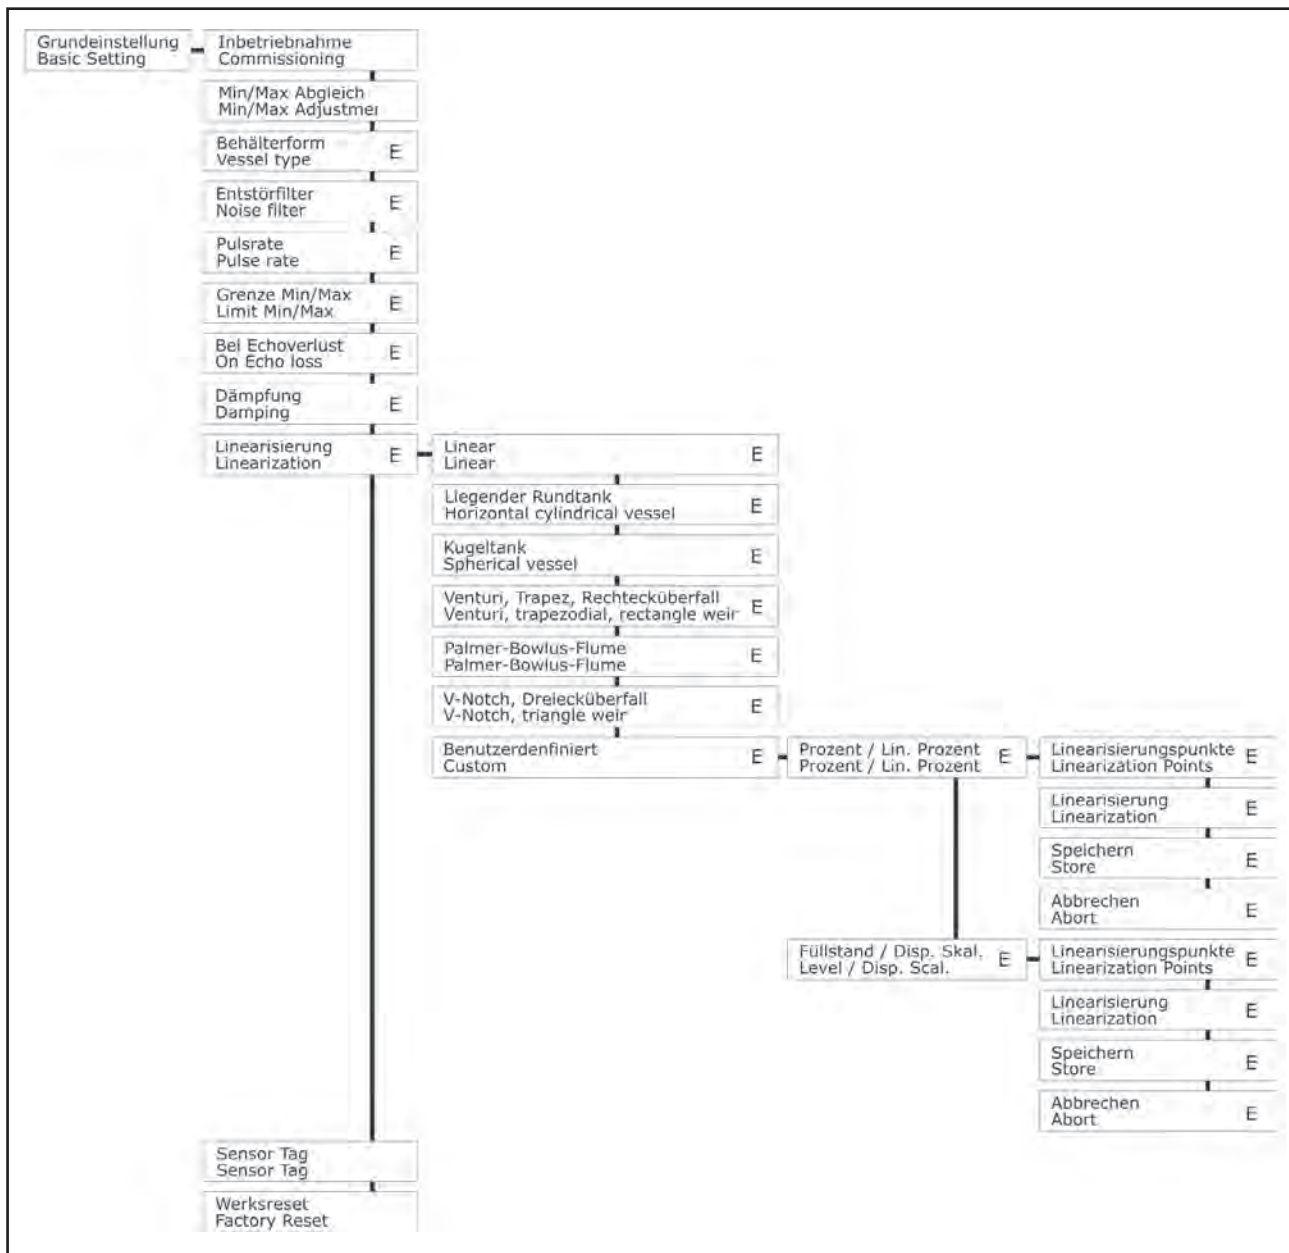 Grundeinstellung
Basic Setting
Inbetriebnahme
Commissioning
Min/Max Abgleich
Min/Max Adjustmer
Behälterform
Vessel type
E
Entstörfilter
Noise filter
E
Pulsrate
Pulse rate
E
Grenze Min/Max
Limit Min/Max
E
Bei Echoverlust
On Echo loss
E
Dämpfung
Damping
E
Linearisierung
Linearization
E
Linear
Linear
E
Liegender Rundtank
Horizontal cylindrical vessel
E
Kugeltank
Spherical vessel
E
Venturi, Trapez, Rechtecküberfall
Venturi, trapezodial, rectangle weir
E
Palmer-Bowlus-Flume
Palmer-Bowlus-Flume
E
V-Notch, Dreiecküberfall
V-Notch, triangle weir
E
Benutzerdenfiniert
Custom
E
Prozent / Lin. Prozent
Prozent / Lin. Prozent
E
Linearisierungspunkte
Linearization Points
E
Linearisierung
Linearization
E
Speichern
Store
E
Abbrechen
Abort
E
Füllstand / Disp. Skal.
Level / Disp. Scal.
E
Linearisierungspunkte
Linearization Points
E
Linearisierung
Linearization
E
Speichern
Store
E
Abbrechen
Abort
E
Sensor Tag
Sensor Tag
Werksreset
Factory Reset